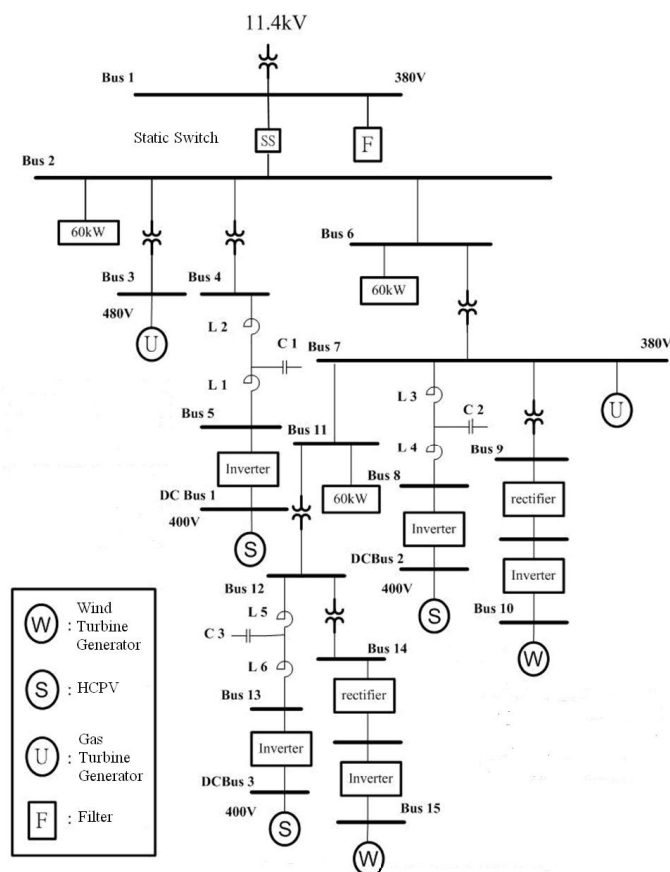 11.4kV
Bus 1
380V
Static Switch
SS
F
Bus 2
60kW
Bus 6
Bus 3
Bus 4
60kW
480V
U
L 2
C 1
Bus 7
380V
L 1
L 3
C 2
U
Bus 5
Bus 11
L 4
Bus 9
Inverter
Bus 8
rectifier
DC Bus 1
60kW
400V
Inverter
S
DCBus 2
Inverter
Bus 12
400V
Bus 10
L 5
S
C 3
W
L 6
Bus 14
Bus 13
rectifier
Inverter
DCBus 3
Inverter
400V
Bus 15
S
W
W : Wind
Turbine
Generator
S : HCPV
U : Gas
Turbine
Generator
F : Filter